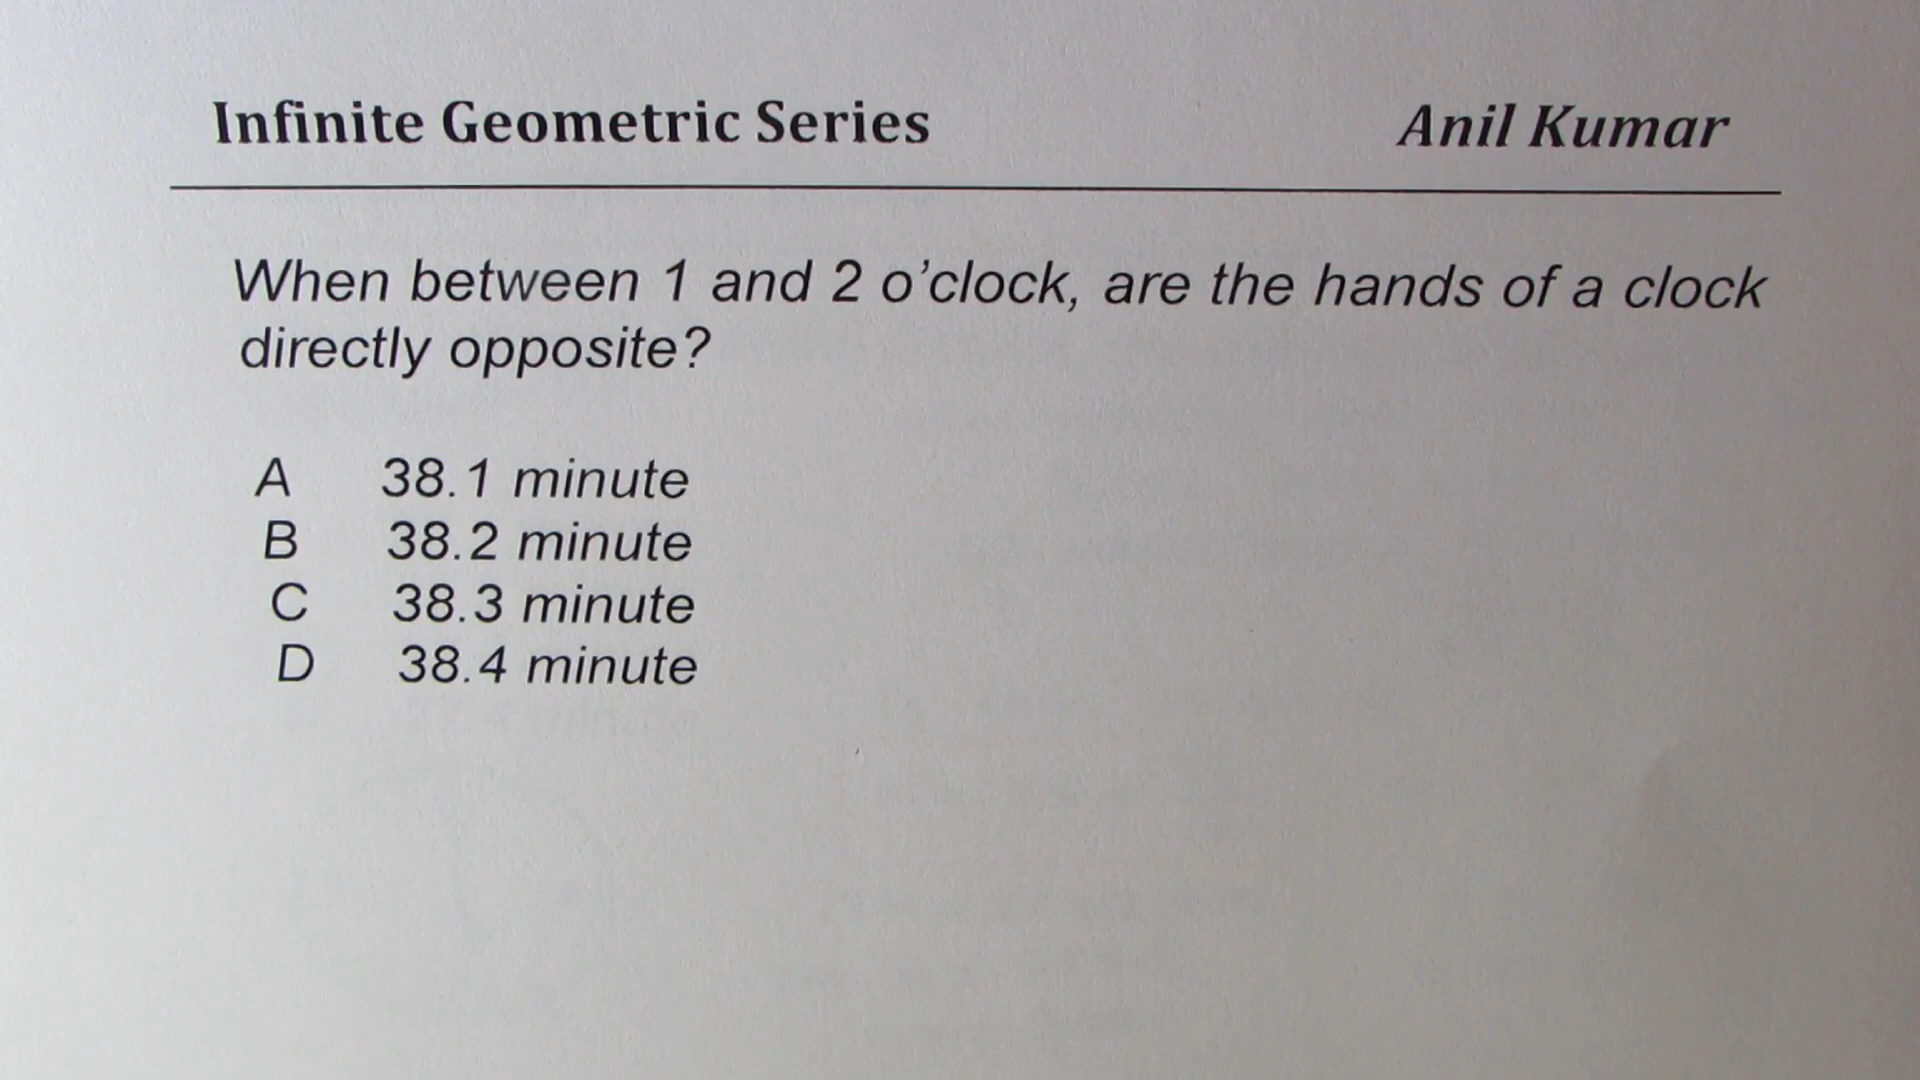 Infinite Geometric Series Anil Kumar
When between 1 and 2 o'clock, are the hands of a clock
directly opposite?
A 38.1 minute
B 38.2 minute
C 38.3 minute
D 38.4 minute